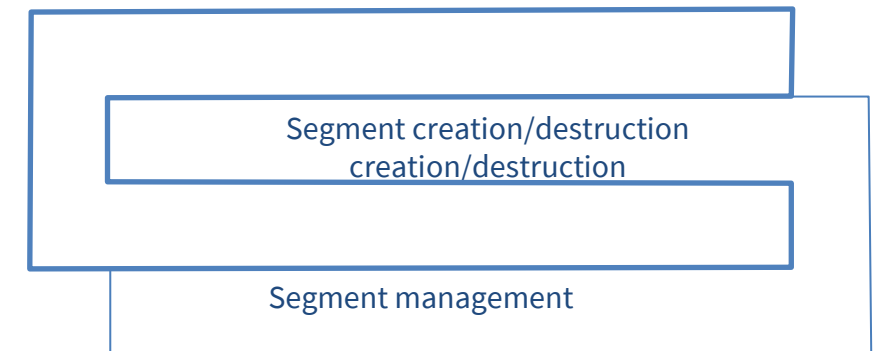 Segment creation/destruction
creation/destruction
Segment management